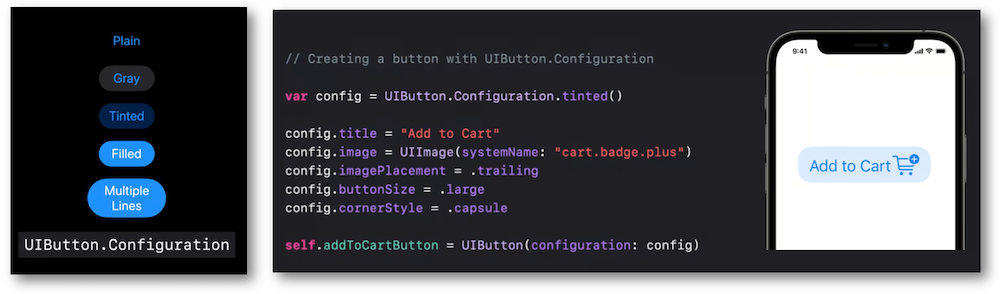 Plain
Gray
Tinted
Filled
Multiple
Lines
UIButton.Configuration
// Creating a button with UIButton.Configuration
var config = UIButton.Configuration.tinted()
config.title = "Add to Cart"
config.image = UIImage(systemName: "cart.badge.plus")
config.imagePlacement = .trailing
config.buttonSize = .large
config.cornerStyle = .capsule
self.addToCartButton = UIButton(configuration: config)
9:41
Add to Cart